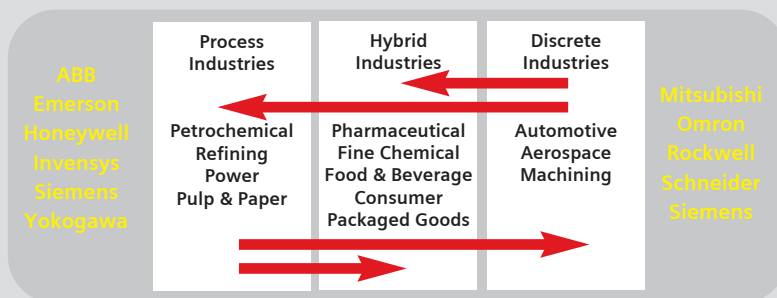 ABB
Emerson
Honeywell
Invensys
Siemens
Yokogawa
Process
Industries
Petrochemical
Refining
Power
Pulp & Paper
Hybrid
Industries
Pharmaceutical
Fine Chemical
Food & Beverage
Consumer
Packaged Goods
Discrete
Industries
Automotive
Aerospace
Machining
Mitsubishi
Omron
Rockwell
Schneider
Siemens